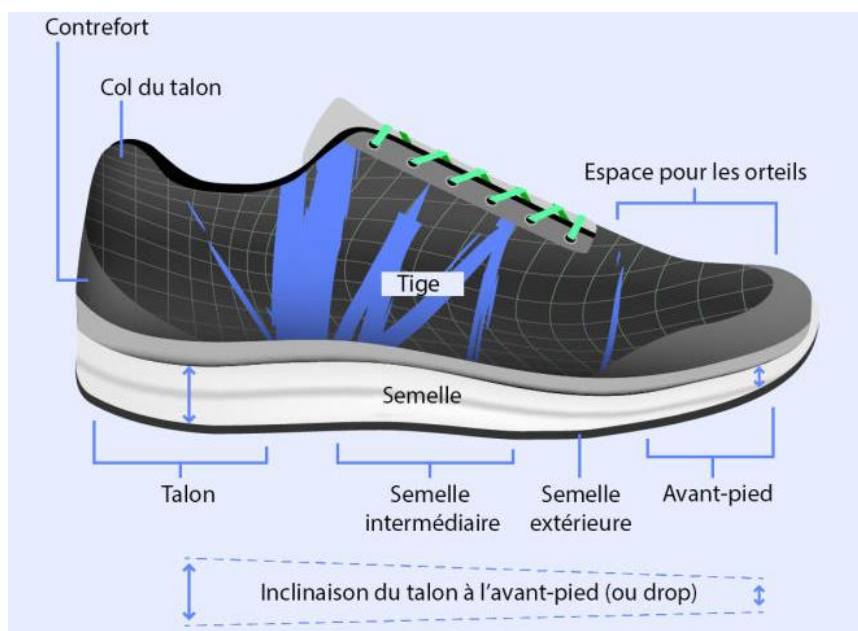 Contrefort
Col du talon
Espace pour les orteils
Tige
Semelle
Talon
Semelle
intermédiaire
Semelle
extérieure
Avant-pied
Inclinaison du talon à l'avant-pied (ou drop)